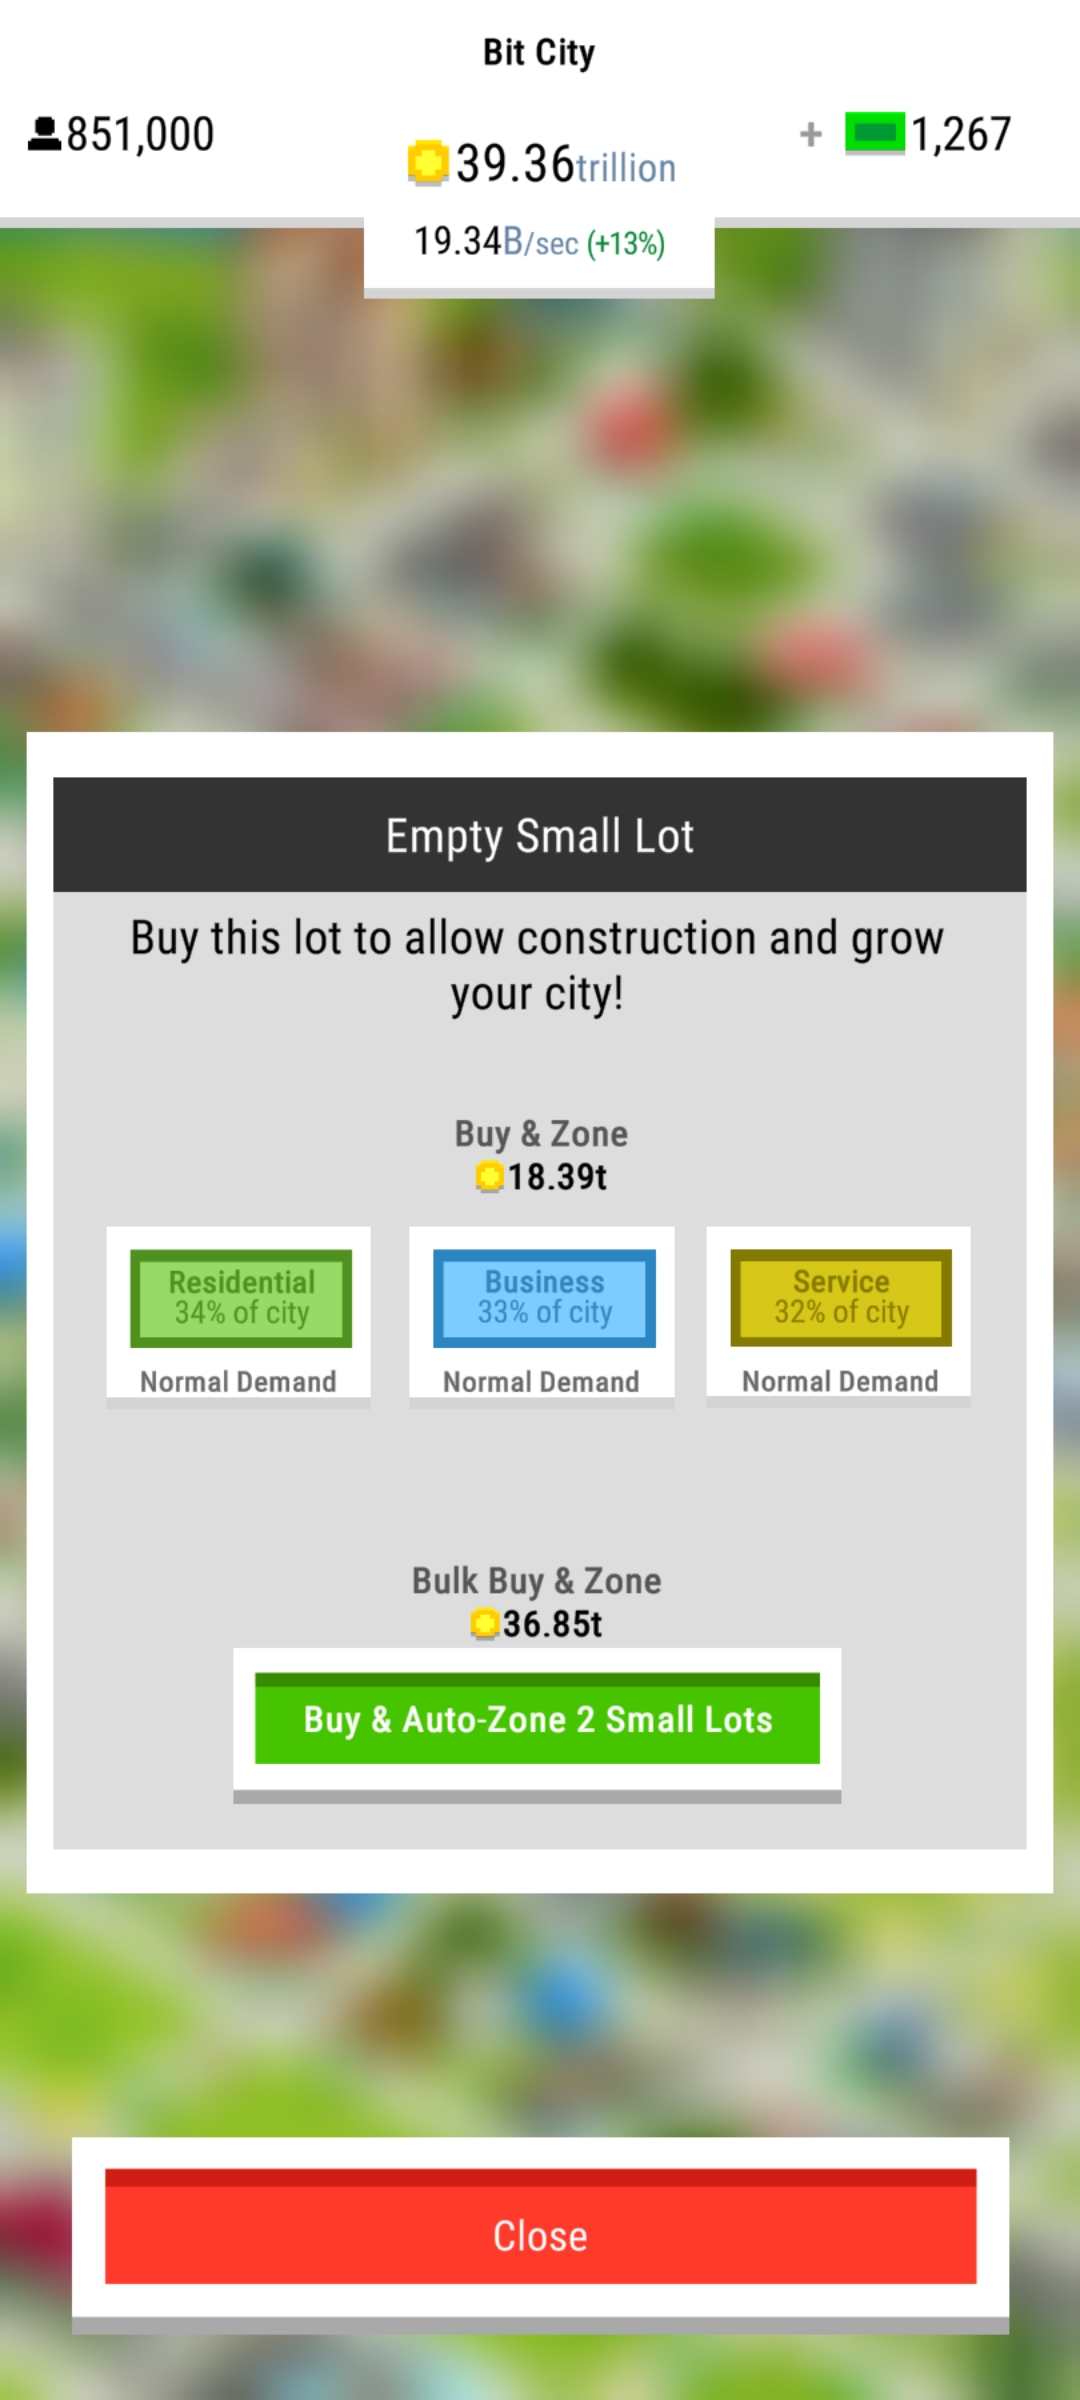 Bit City
851,000
39.36trillion
+ 1,267
19.34B/sec (+13%)
Empty Small Lot
Buy this lot to allow construction and grow
your city!
Buy & Zone
18.39t
Residential
34% of city
Normal Demand
Business
33% of city
Normal Demand
Service
32% of city
Normal Demand
Bulk Buy & Zone
36.85t
Buy & Auto-Zone 2 Small Lots
Close